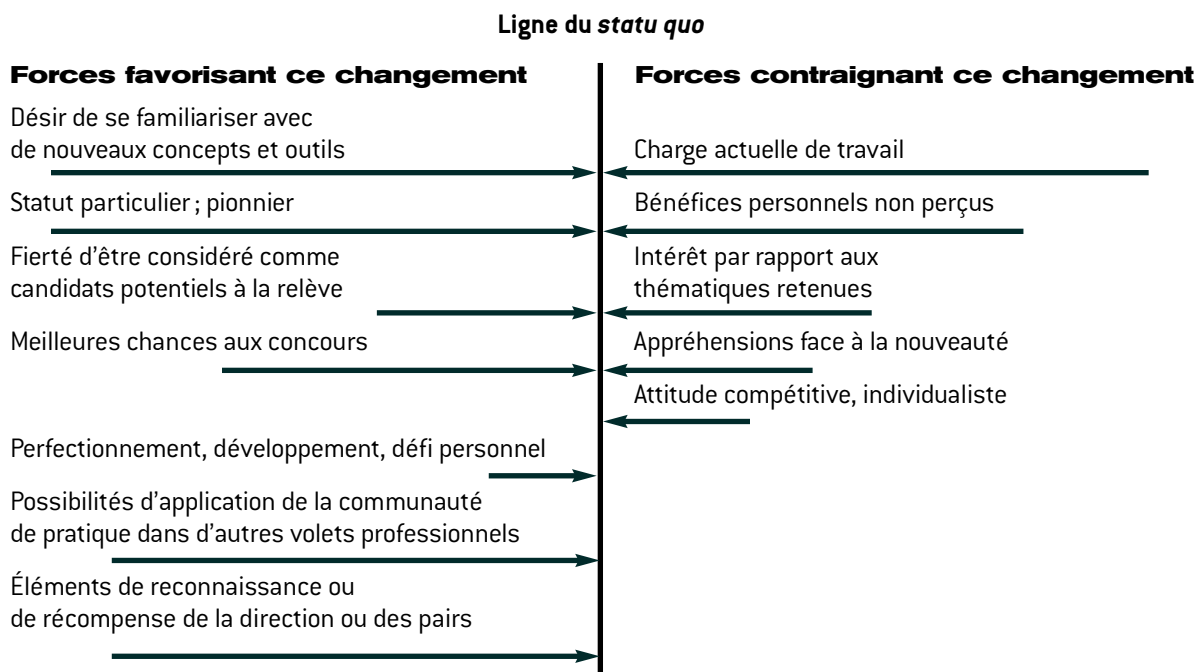 Ligne du statu quo
Forces favorisant ce changement
Désir de se familiariser avec
de nouveaux concepts et outils
Statut particulier ; pionnier
Fierté d’être considéré comme
candidats potentiels à la relève
Meilleures chances aux concours
Perfectionnement, développement, défi personnel
Possibilités d’application de la communauté
de pratique dans d’autres volets professionnels
Éléments de reconnaissance ou
de récompense de la direction ou des pairs
Forces contraignant ce changement
Charge actuelle de travail
Bénéfices personnels non perçus
Intérêt par rapport aux
thématiques retenues
Appréhensions face à la nouveauté
Attitude compétitive, individualiste